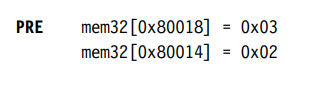 PRE mem32[0x80018] = 0x03
mem32[0x80014] = 0x02